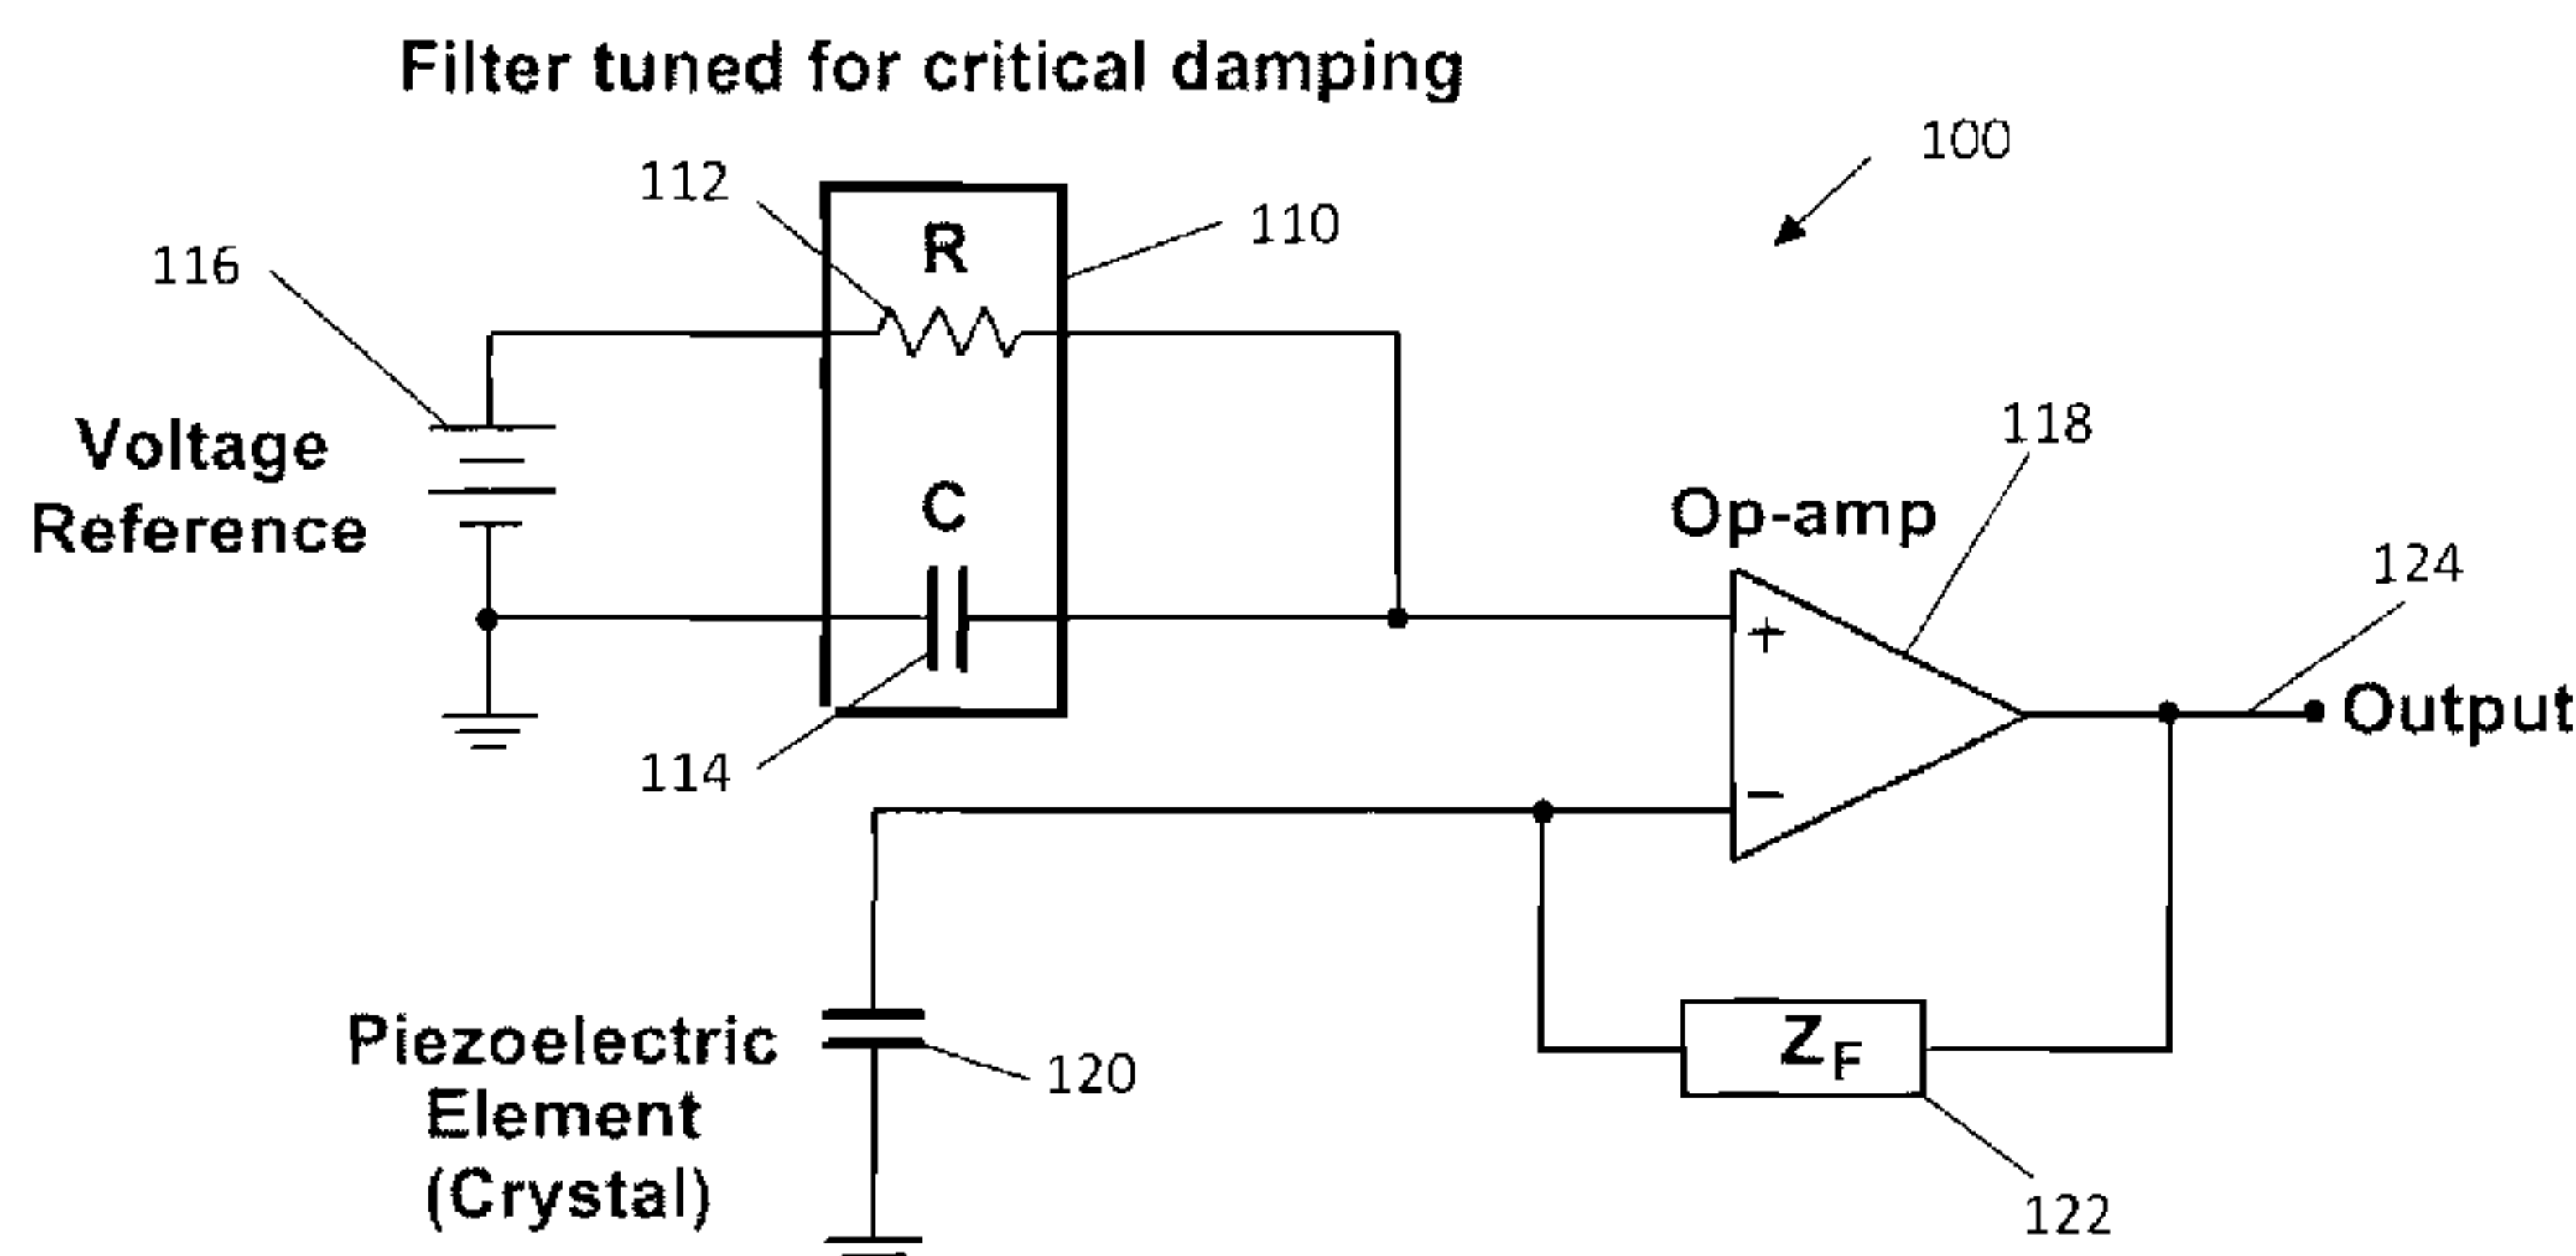 Filter tuned for critical damping
100
112
110
R
116
Voltage
Reference
118
C
Op-amp
124
+
Output
114
−
Piezoelectric
Element
(Crystal)
120
Z F
122